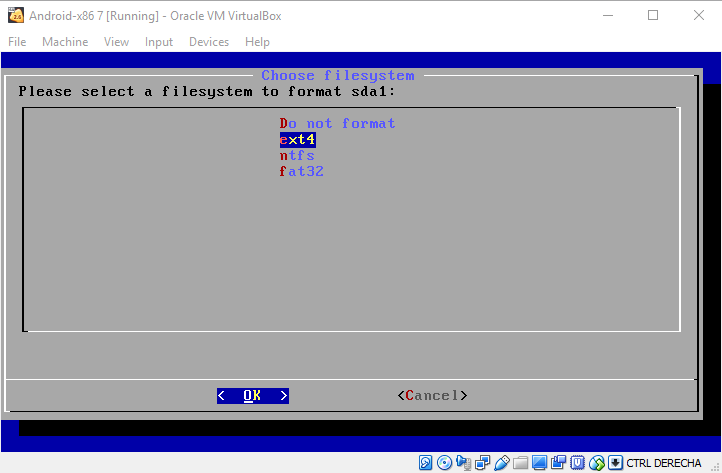 Android-x86 7 [Running] - Oracle VM VirtualBox
File Machine View Input Devices Help
Choose filesystem
Please select a filesystem to format sda1:
Do not format
ext4
ntfs
fat32
< OK > <Cancel>
CTRL DERECHA